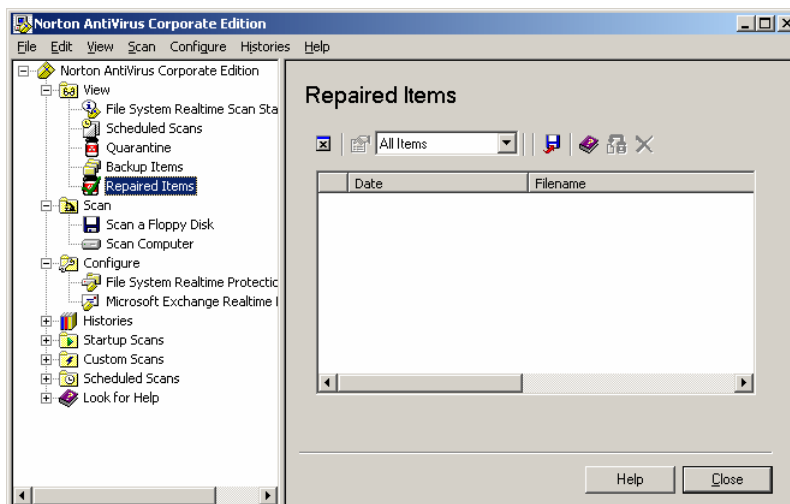 Norton AntiVirus Corporate Edition
File Edit View Scan Configure Histories Help
Norton AntiVirus Corporate Edition
View
File System Realtime Scan Sta
Scheduled Scans
Quarantine
Backup Items
Repaired Items
Scan
Scan a Floppy Disk
Scan Computer
Configure
File System Realtime Protectic
Microsoft Exchange Realtime
Histories
Startup Scans
Custom Scans
Scheduled Scans
Look for Help
Repaired Items
All Items
Date Filename
Help Close